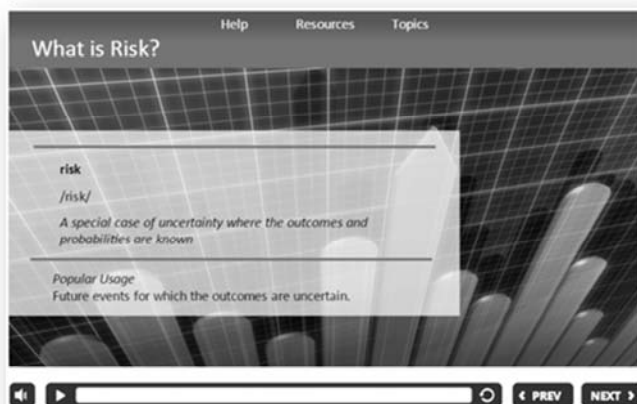 Help Resources Topics
What is Risk?
risk
/risk/
A special case of uncertainty where the outcomes and
probabilities are known
Popular Usage
Future events for which the outcomes are uncertain.
PREV NEXT